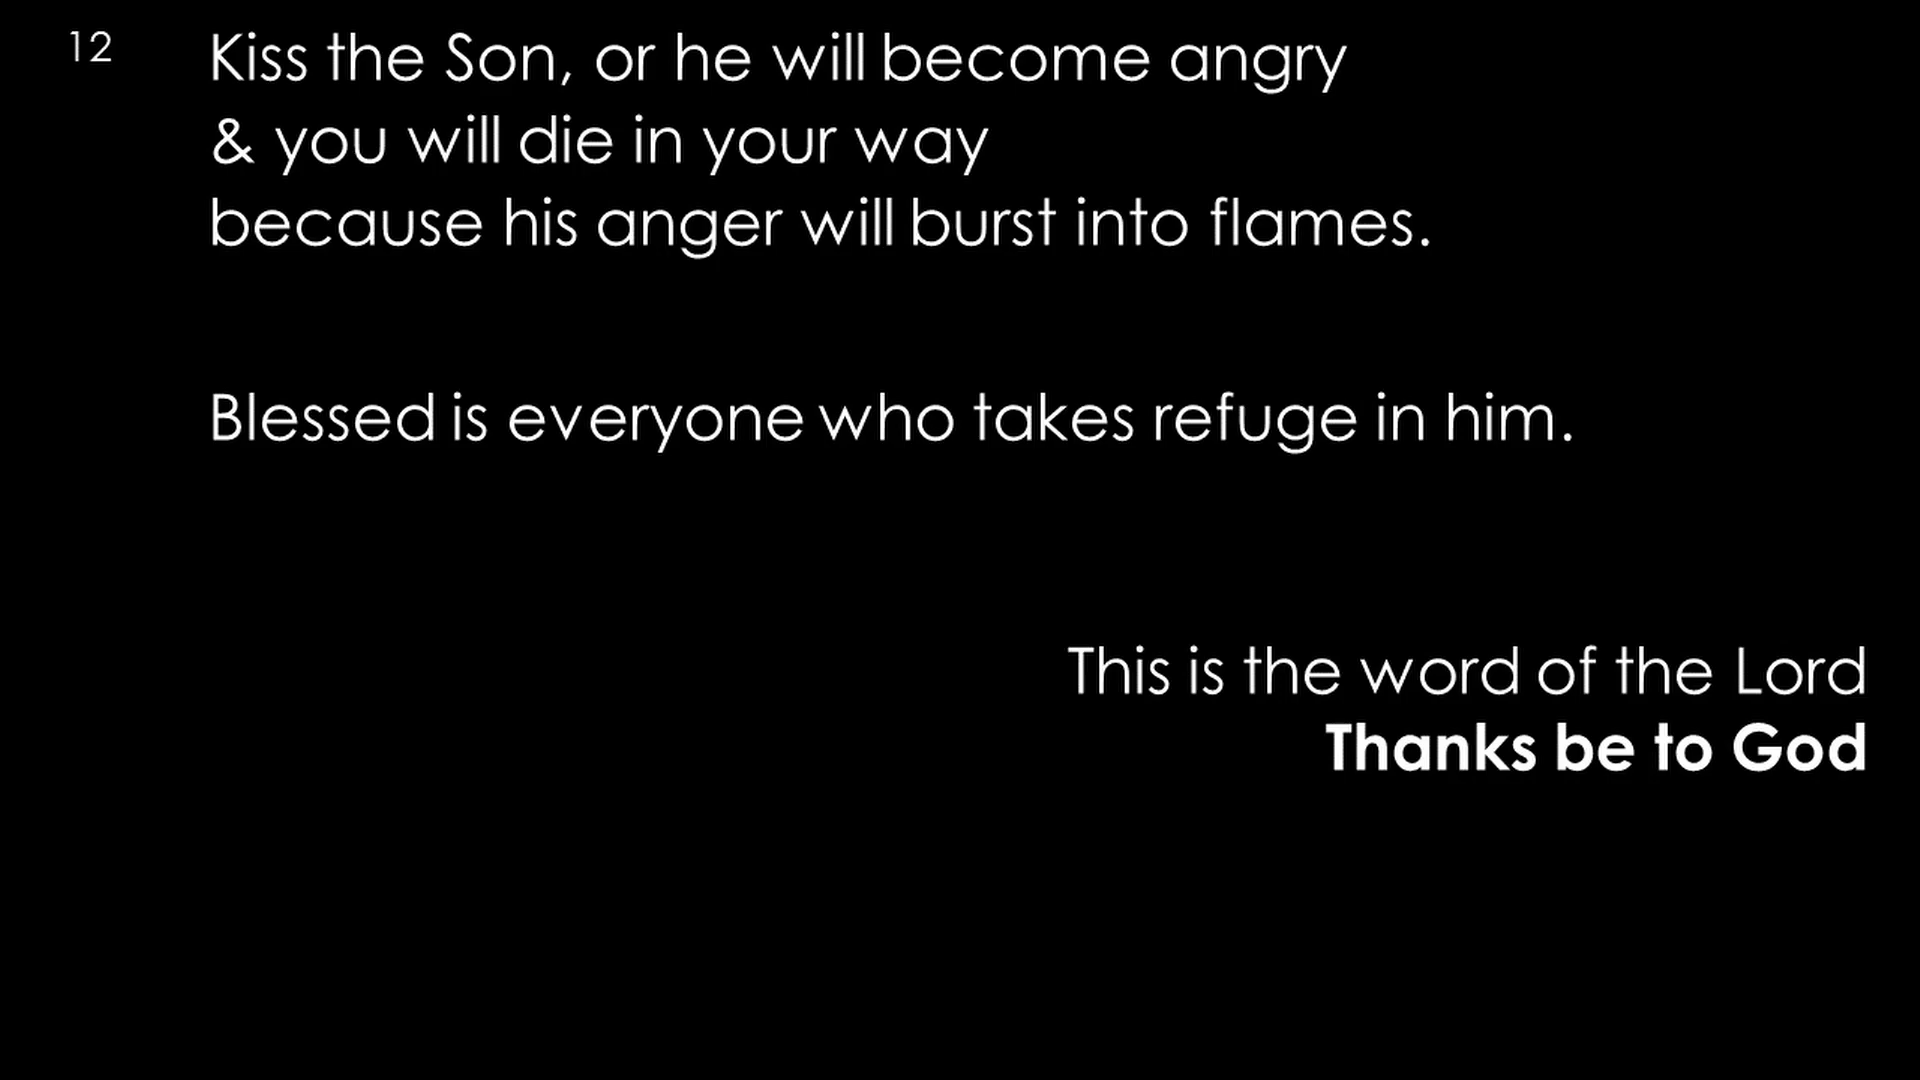 12 Kiss the Son, or he will become angry
& you will die in your way
because his anger will burst into flames.
Blessed is everyone who takes refuge in him.
This is the word of the Lord
Thanks be to God